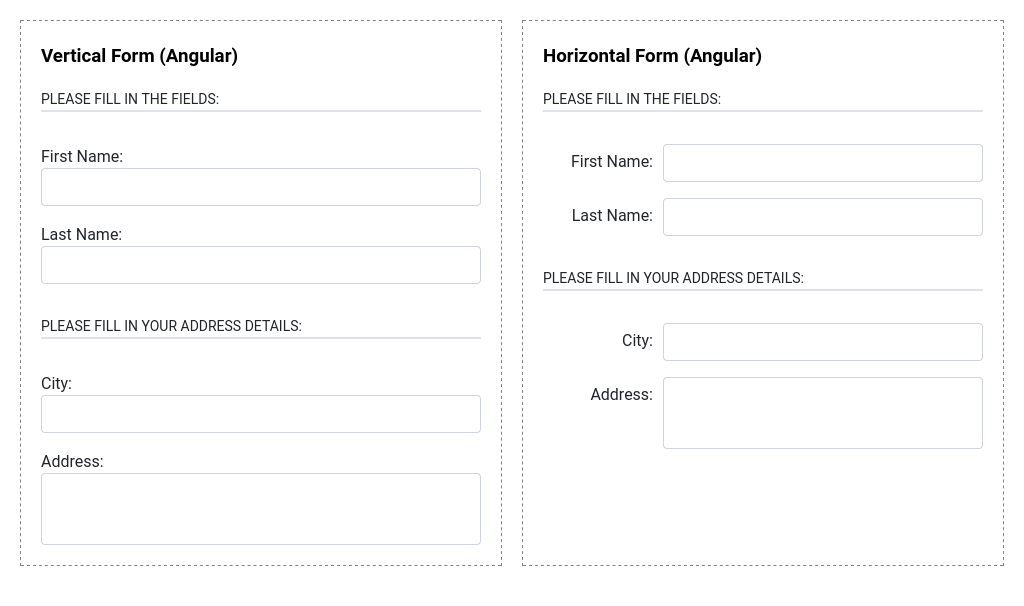 Vertical Form (Angular)
PLEASE FILL IN THE FIELDS:
First Name:
Last Name:
PLEASE FILL IN YOUR ADDRESS DETAILS:
City:
Address:
Horizontal Form (Angular)
PLEASE FILL IN THE FIELDS:
First Name:
Last Name:
PLEASE FILL IN YOUR ADDRESS DETAILS:
City:
Address: